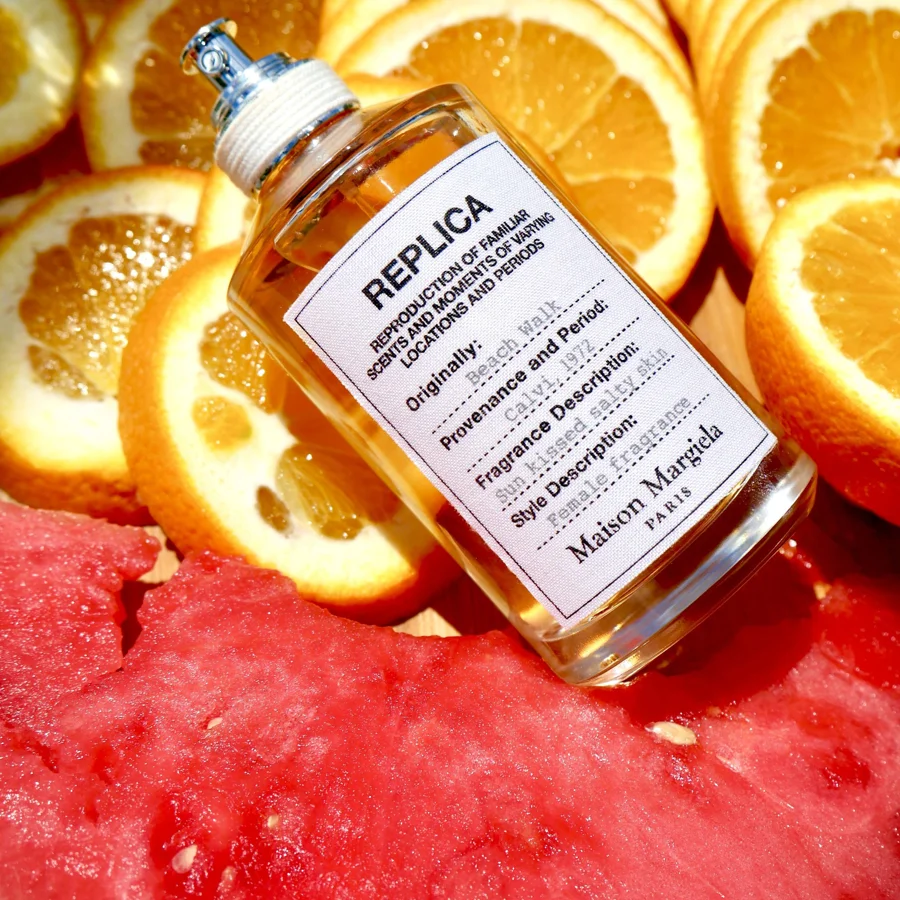 REPLICA
REPRODUCTION OF FAMILIAR
SCENTS AND MOMENTS OF VARYING
LOCATIONS AND PERIODS
Originally:
Beach Walk
Provenance and Period:
Calvi, 1972
Fragrance Description:
Sun kissed salty skin
Style Description:
Female fragrance
Maison Margiela
PARIS